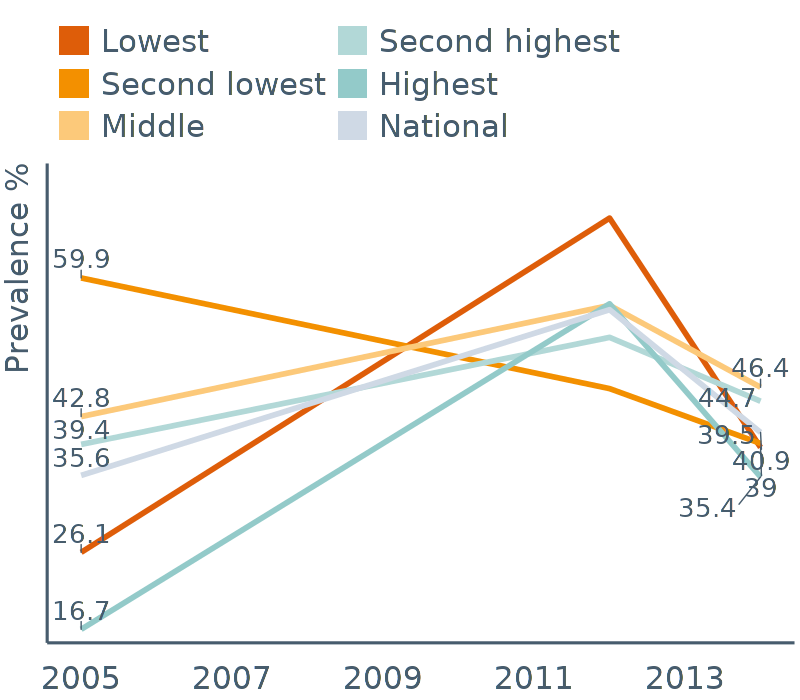 Lowest
Second lowest
Middle
Second highest
Highest
National
Prevalence %
59.9
42.8
39.4
35.6
26.1
16.7
46.4
44.7
39.5
40.9
39
35.4
2005 2007 2009 2011 2013